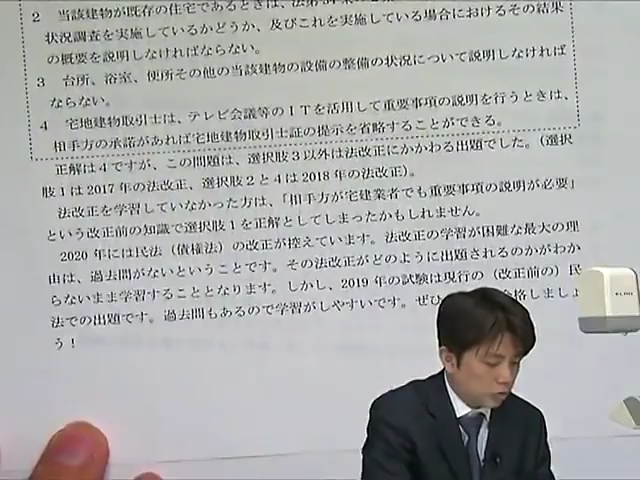 2 当該建物が既存の住宅であるときは、法第34条の
状況調査を実施しているかどうか、及びこれを実施している場合におけるその結果
の概要を説明しなければならない。
3 台所、浴室、便所その他の当該建物の設備の整備の状況について説明しなければ
ならない。
4 宅地建物取引士は、テレビ会議等のITを活用して重要事項の説明を行うときは、
相手方の承諾があれば宅地建物取引士証の提示を省略することができる。
正解は4ですが、この問題は、選択肢3以外は法改正にかかわる出題でした。(選択
肢1は2017年の法改正、選択肢2と4は2018年の法改正)。
法改正を学習していなかった方は、「相手方が宅建業者でも重要事項の説明が必要」
という改正前の知識で選択肢1を正解としてしまったかもしれません。
2020年には民法(債権法)の改正が控えています。法改正の学習が困難な最大の理
由は、過去問がないということです。その法改正がどのように出題されるのかがわか
らないまま学習することとなります。しかし、2019年の試験は現行の(改正前の)民
法での出題です。過去問もあるので学習がしやすいです。ぜひ 合格しましょ
う!